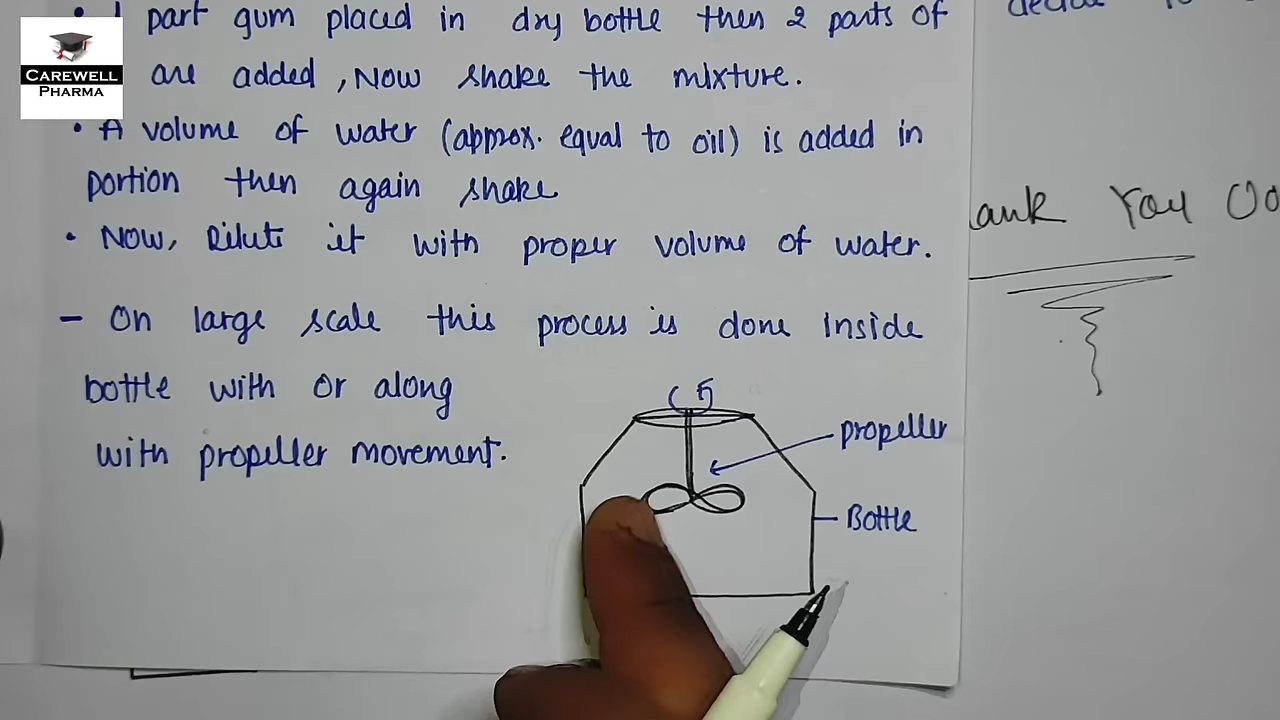 • 1 part gum placed in dry bottle then 2 parts of
are added, Now shake the mixture.
• A volume of water (approx. equal to oil) is added in
portion then again shake
• Now, Dilute it with proper volume of water.
– On large scale this process is done inside
bottle with or along
with propeller movement.
propeller
Bottle
ank You
CAREWELL
PHARMA